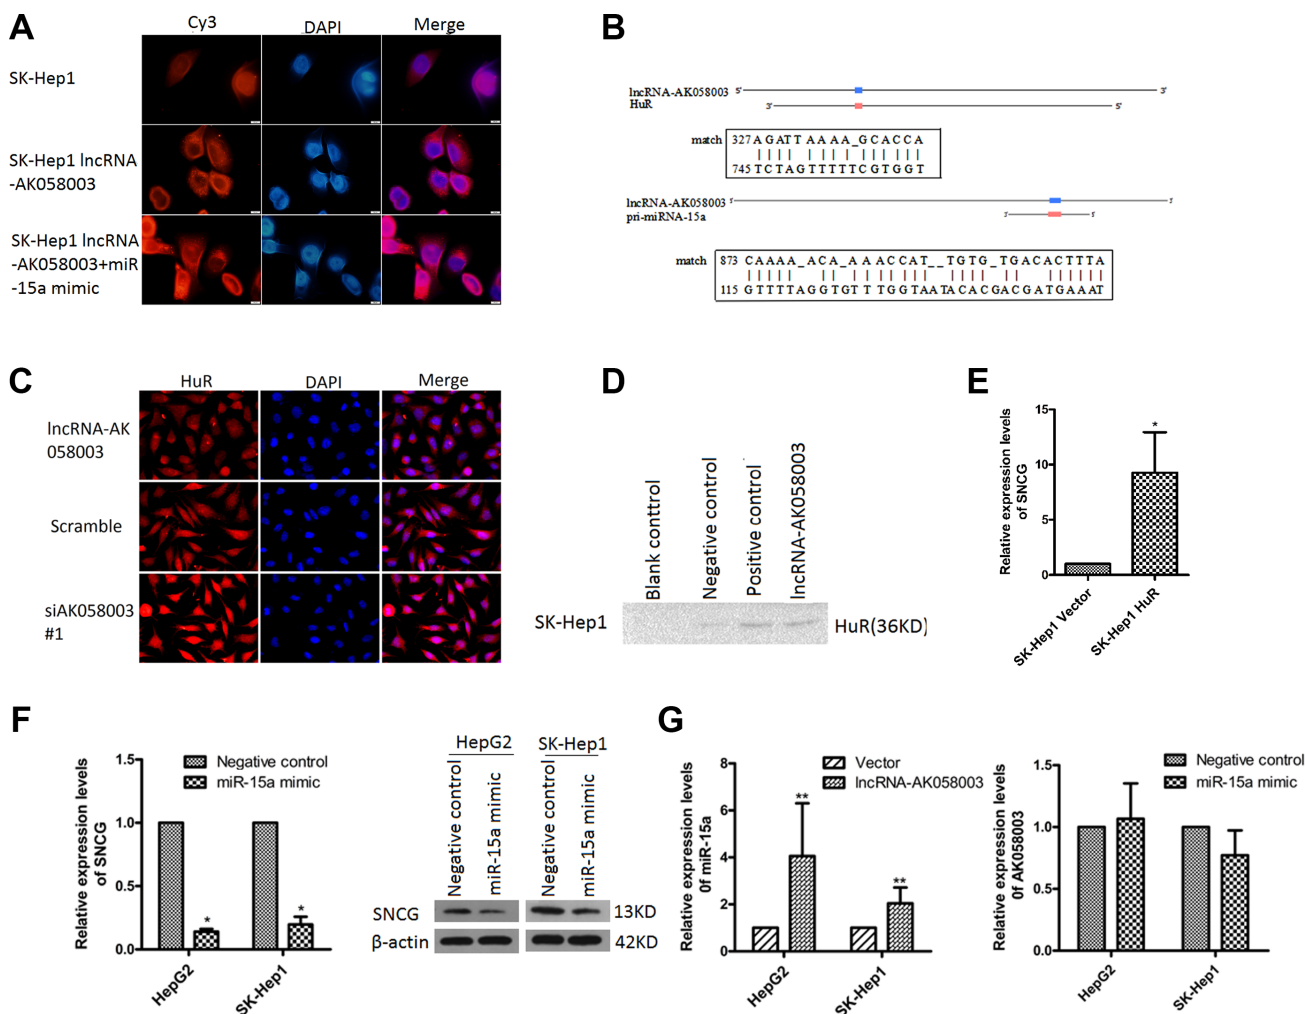 A
Cy3
DAPI
Merge
SK-Hep1
SK-Hep1 lncRNA
-AK058003
SK-Hep1 lncRNA
-AK058003+miR
-15a mimic
B
lncRNA-AK058003
5'
3'
HuR
3'
5'
match
327 A G A T T A A A A _ G C A C C A
745 T C T A G T T T T T C G T G G T
lncRNA-AK058003
pri-miRNA-15a
match
873 C A A A A _ A C A _ A A A C C A T _ _ T G T G _ T G A C A C T T T A
115 G T T T T A G G T G T T T G G T A A T A C A C G A C G A T G A A A T
C
HuR
DAPI
Merge
lncRNA-AK
058003
Scramble
siAK058003
#1
D
Blank conttrol
Negative control
Positive control
lncRNA-AK058003
SK-Hep1
HuR(36KD)
E
Relative expression levels
of SNCG
15
10
5
0
*
SK-Hep1 Vector
SK-Hep1 HuR
F
Relative expression levels
of SNCG
1.5
1.0
0.5
0.0
Negative control
miR-15a mimic
*
*
HepG2
SK-Hep1
HepG2
SK-Hep1
Negative control
miR-15a mimic
Negative control
miR-15a mimic
SNCG
13KD
β-actin
42KD
G
Relative expression levels
0f miR-15a
8
6
4
2
0
Vector
lncRNA-AK058003
**
**
HepG2
SK-Hep1
Relative expression levels
0f AK058003
1.5
1.0
0.5
0.0
Negative control
miR-15a mimic
HepG2
SK-Hep1